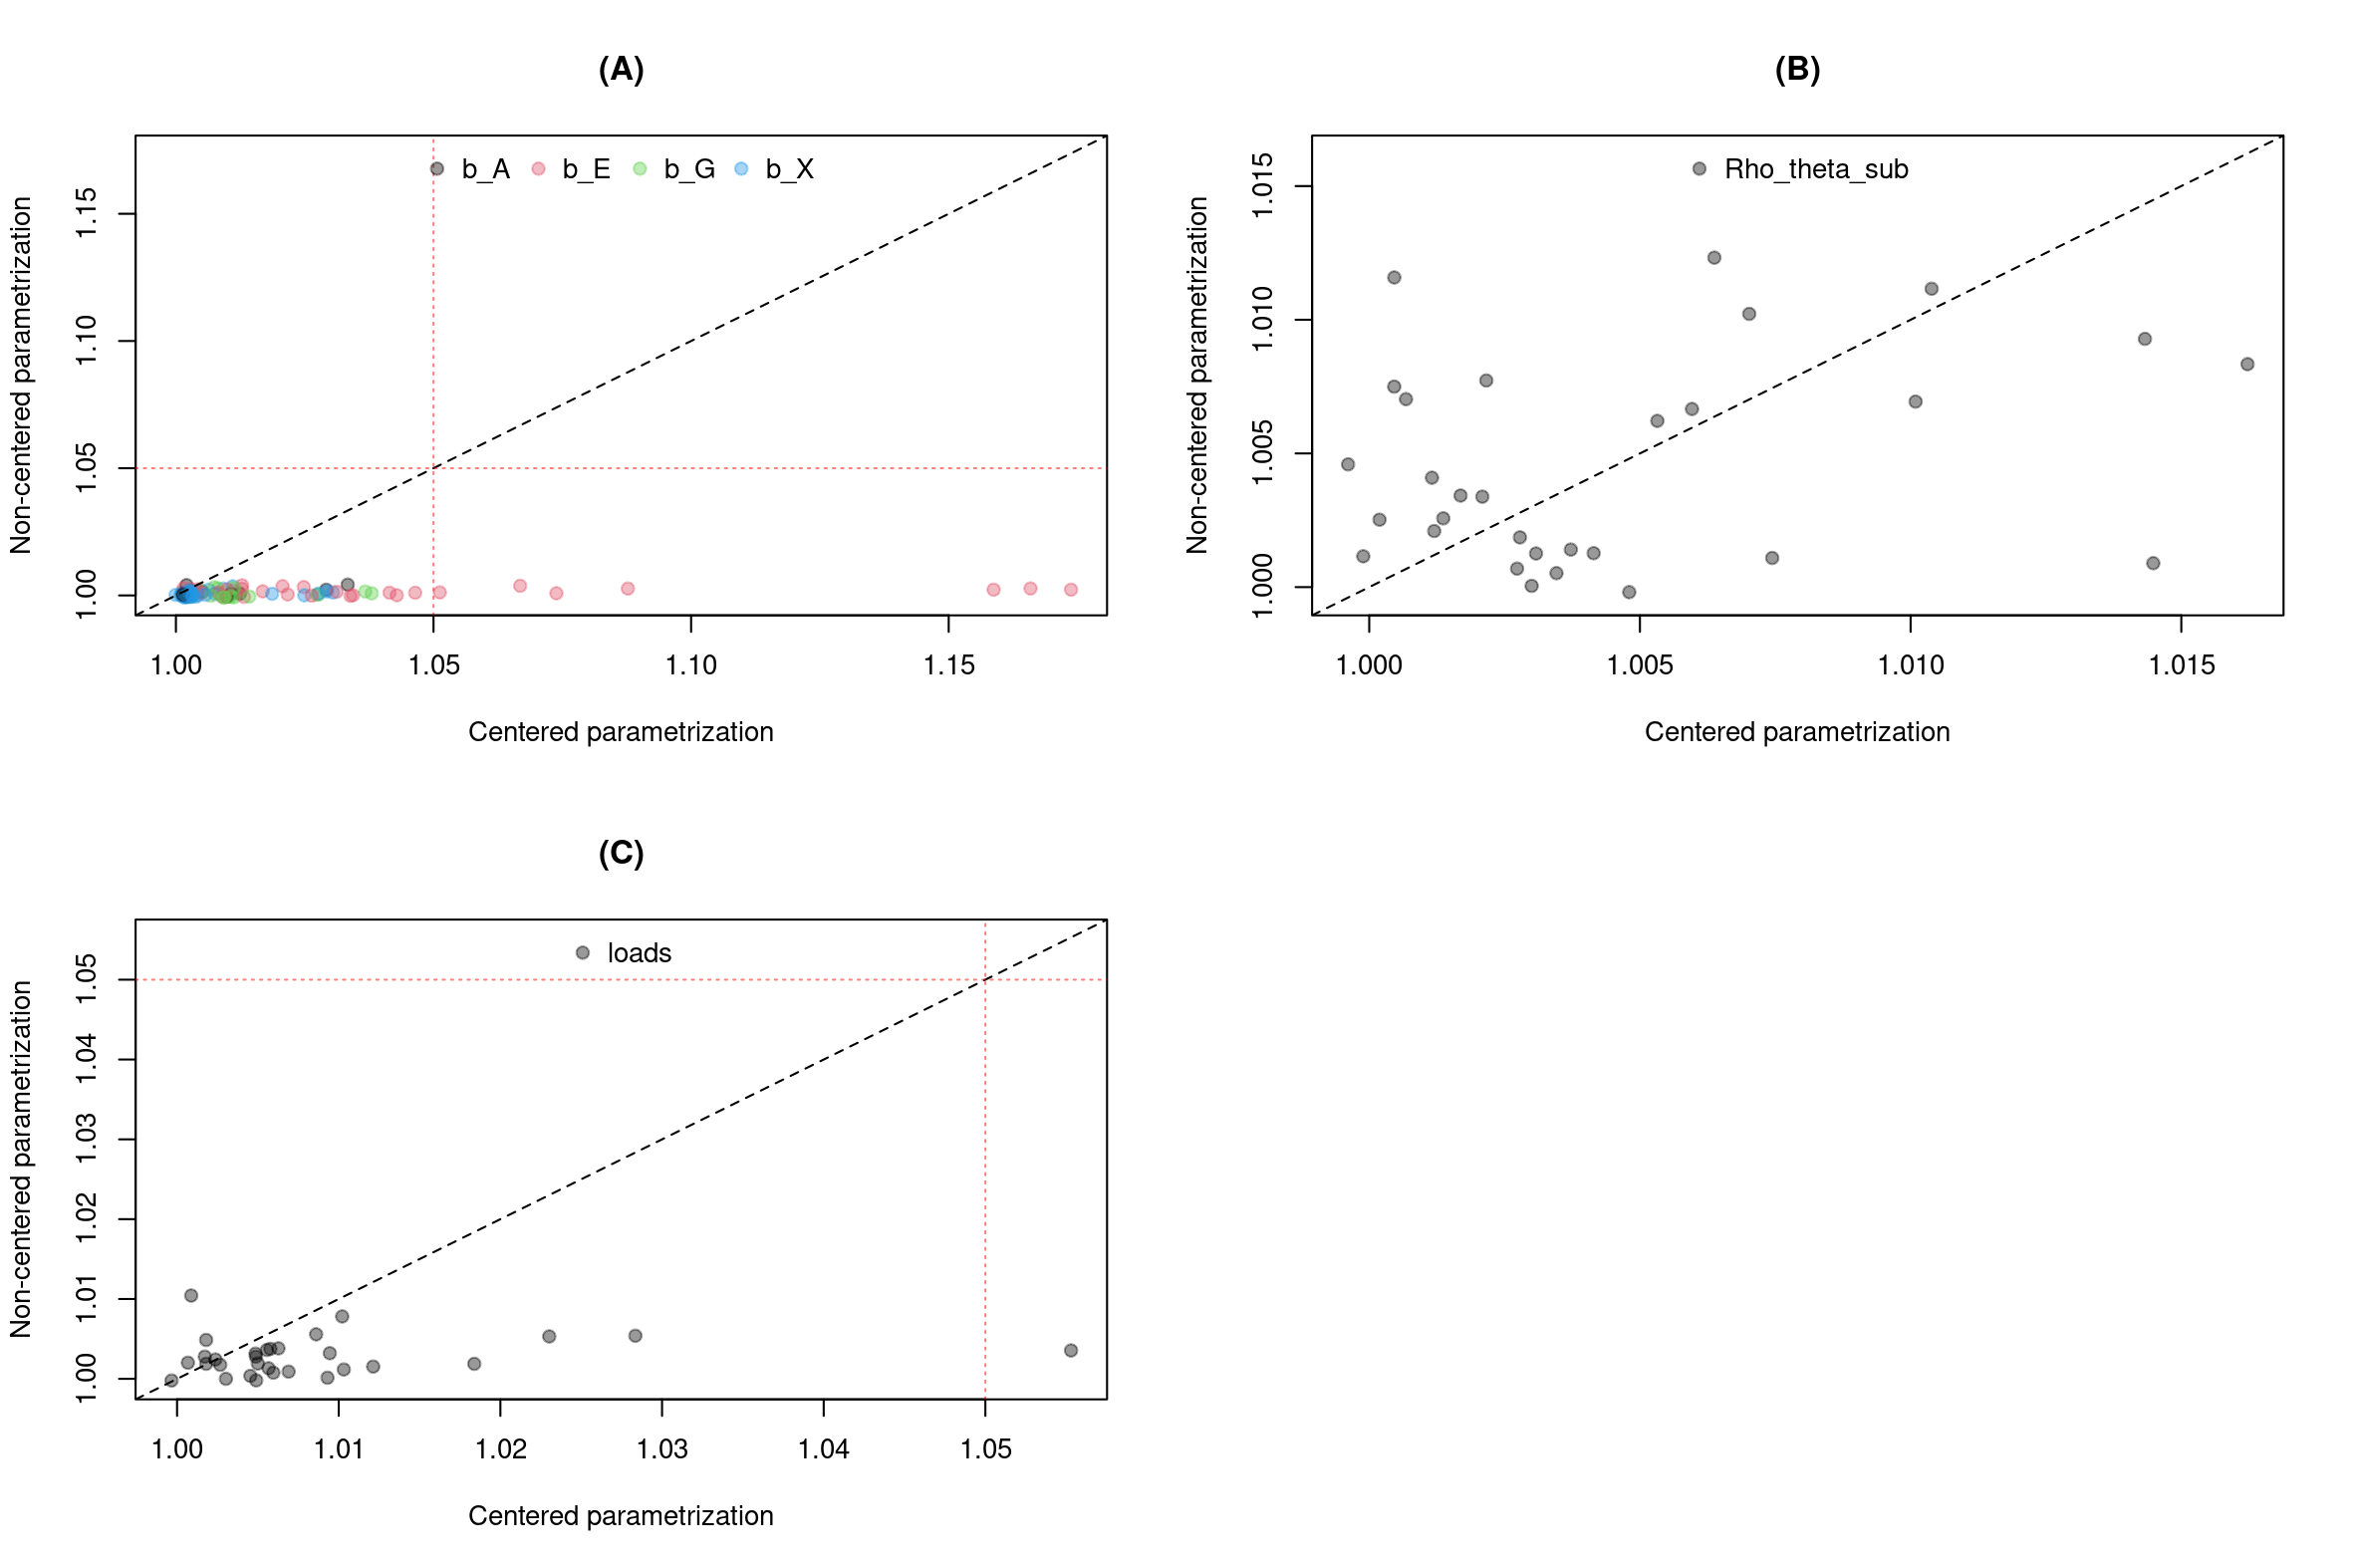 (A)
b_A b_E b_G b_X
Non-centered parametrization
1.15
1.10
1.05
1.00
1.00 1.05 1.10 1.15
Centered parametrization
(B)
Rho_theta_sub
Non-centered parametrization
1.015
1.010
1.005
1.000
1.000 1.005 1.010 1.015
Centered parametrization
(C)
loads
Non-centered parametrization
1.05
1.04
1.03
1.02
1.01
1.00
1.00 1.01 1.02 1.03 1.04 1.05
Centered parametrization